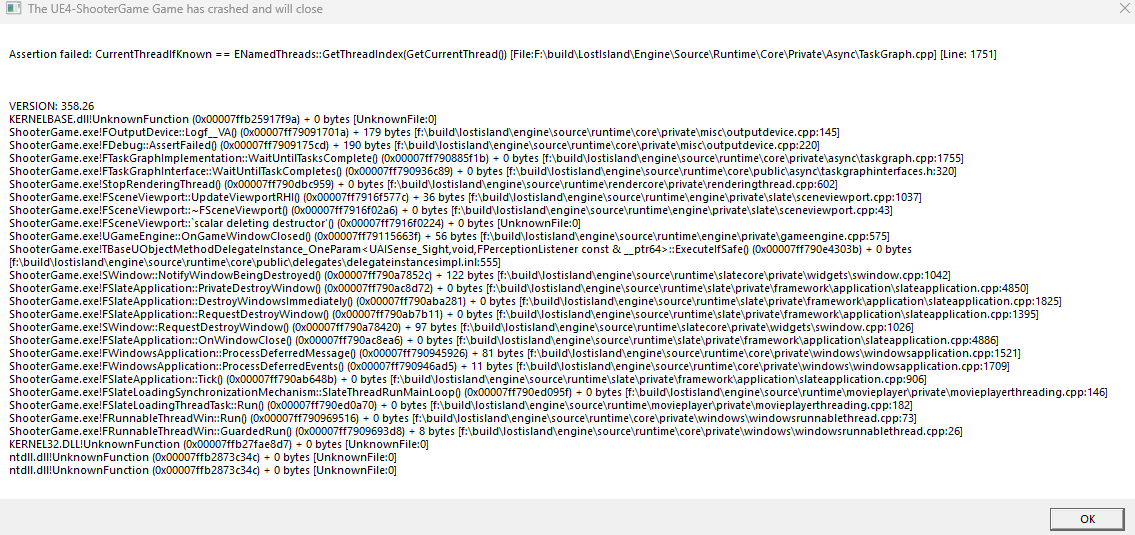 The UE4-ShooterGame Game has crashed and will close
Assertion failed: CurrentThreadIfKnown == ENamedThreads::GetThreadIndex(GetCurrentThread()) [File:F:\build\LostIsland\Engine\Source\Runtime\Core\Private\Async\TaskGraph.cpp] [Line: 1751]
VERSION: 358.26
KERNELBASE.dll!UnknownFunction (0x00007ffb25917f9a) + 0 bytes [UnknownFile:0]
ShooterGame.exe!FOutputDevice::Logf__VA() (0x00007ff79091701a) + 179 bytes [f:\build\lostisland\engine\source\runtime\core\private\misc\outputdevice.cpp:145]
ShooterGame.exe!FDebug::AssertFailed() (0x00007ff7909175cd) + 190 bytes [f:\build\lostisland\engine\source\runtime\core\private\misc\outputdevice.cpp:220]
ShooterGame.exe!FTaskGraphImplementation::WaitUntilTasksComplete() (0x00007ff790885f1b) + 0 bytes [f:\build\lostisland\engine\source\runtime\core\private\async\taskgraph.cpp:1755]
ShooterGame.exe!FTaskGraphInterface::WaitUntilTaskCompletes() (0x00007ff790936c89) + 0 bytes [f:\build\lostisland\engine\source\runtime\core\public\async\taskgraphinterfaces.h:320]
ShooterGame.exe!StopRenderingThread() (0x00007ff790dbc959) + 0 bytes [f:\build\lostisland\engine\source\runtime\rendercore\private\renderingthread.cpp:602]
ShooterGame.exe!FSceneViewport::UpdateViewportRHI() (0x00007ff7916f577c) + 36 bytes [f:\build\lostisland\engine\source\runtime\engine\private\slate\sceneviewport.cpp:1037]
ShooterGame.exe!FSceneViewport::~FSceneViewport() (0x00007ff7916f02a6) + 0 bytes [f:\build\lostisland\engine\source\runtime\engine\private\slate\sceneviewport.cpp:43]
ShooterGame.exe!FSceneViewport::`scalar deleting destructor'() (0x00007ff7916f0224) + 0 bytes [UnknownFile:0]
ShooterGame.exe!UGameEngine::OnGameWindowClosed() (0x00007ff79115663f) + 56 bytes [f:\build\lostisland\engine\source\runtime\engine\private\gameengine.cpp:575]
ShooterGame.exe!TBaseUObjectMethodDelegateInstance_OneParam<UAISense_Sight,void,FPerceptionListener const & __ptr64>::ExecuteIfSafe() (0x00007ff790e4303b) + 0 bytes
[f:\build\lostisland\engine\source\runtime\core\public\delegates\delegateinstancesimpl.inl:555]
ShooterGame.exe!SWindow::NotifyWindowBeingDestroyed() (0x00007ff790a7852c) + 122 bytes [f:\build\lostisland\engine\source\runtime\slatecore\private\widgets\swindow.cpp:1042]
ShooterGame.exe!FSlateApplication::PrivateDestroyWindow() (0x00007ff790ac8d72) + 0 bytes [f:\build\lostisland\engine\source\runtime\slate\private\framework\application\slateapplication.cpp:4850]
ShooterGame.exe!FSlateApplication::DestroyWindowsImmediately() (0x00007ff790aba281) + 0 bytes [f:\build\lostisland\engine\source\runtime\slate\private\framework\application\slateapplication.cpp:1825]
ShooterGame.exe!FSlateApplication::RequestDestroyWindow() (0x00007ff790ab7b11) + 0 bytes [f:\build\lostisland\engine\source\runtime\slate\private\framework\application\slateapplication.cpp:1395]
ShooterGame.exe!SWindow::RequestDestroyWindow() (0x00007ff790a78420) + 97 bytes [f:\build\lostisland\engine\source\runtime\slatecore\private\widgets\swindow.cpp:1026]
ShooterGame.exe!FSlateApplication::OnWindowClose() (0x00007ff790ac8ea6) + 0 bytes [f:\build\lostisland\engine\source\runtime\slate\private\framework\application\slateapplication.cpp:4886]
ShooterGame.exe!FWindowsApplication::ProcessDeferredMessage() (0x00007ff790945926) + 81 bytes [f:\build\lostisland\engine\source\runtime\core\private\windows\windowsapplication.cpp:1521]
ShooterGame.exe!FWindowsApplication::ProcessDeferredEvents() (0x00007ff790946ad5) + 11 bytes [f:\build\lostisland\engine\source\runtime\core\private\windows\windowsapplication.cpp:1709]
ShooterGame.exe!FSlateApplication::Tick() (0x00007ff790ab648b) + 0 bytes [f:\build\lostisland\engine\source\runtime\slate\private\framework\application\slateapplication.cpp:906]
ShooterGame.exe!FSlateLoadingSynchronizationMechanism::SlateThreadRunMainLoop() (0x00007ff790ed095f) + 0 bytes [f:\build\lostisland\engine\source\runtime\movieplayer\private\movieplayerthreading.cpp:146]
ShooterGame.exe!FSlateLoadingThreadTask::Run() (0x00007ff790ed0a70) + 0 bytes [f:\build\lostisland\engine\source\runtime\movieplayer\private\movieplayerthreading.cpp:182]
ShooterGame.exe!FRunnableThreadWin::Run() (0x00007ff790969516) + 0 bytes [f:\build\lostisland\engine\source\runtime\core\private\windows\windowsrunnablethread.cpp:73]
ShooterGame.exe!FRunnableThreadWin::GuardedRun() (0x00007ff7909693d8) + 8 bytes [f:\build\lostisland\engine\source\runtime\core\private\windows\windowsrunnablethread.cpp:26]
KERNEL32.DLL!UnknownFunction (0x00007ffb27fae8d7) + 0 bytes [UnknownFile:0]
ntdll.dll!UnknownFunction (0x00007ffb2873c34c) + 0 bytes [UnknownFile:0]
ntdll.dll!UnknownFunction (0x00007ffb2873c34c) + 0 bytes [UnknownFile:0]
OK